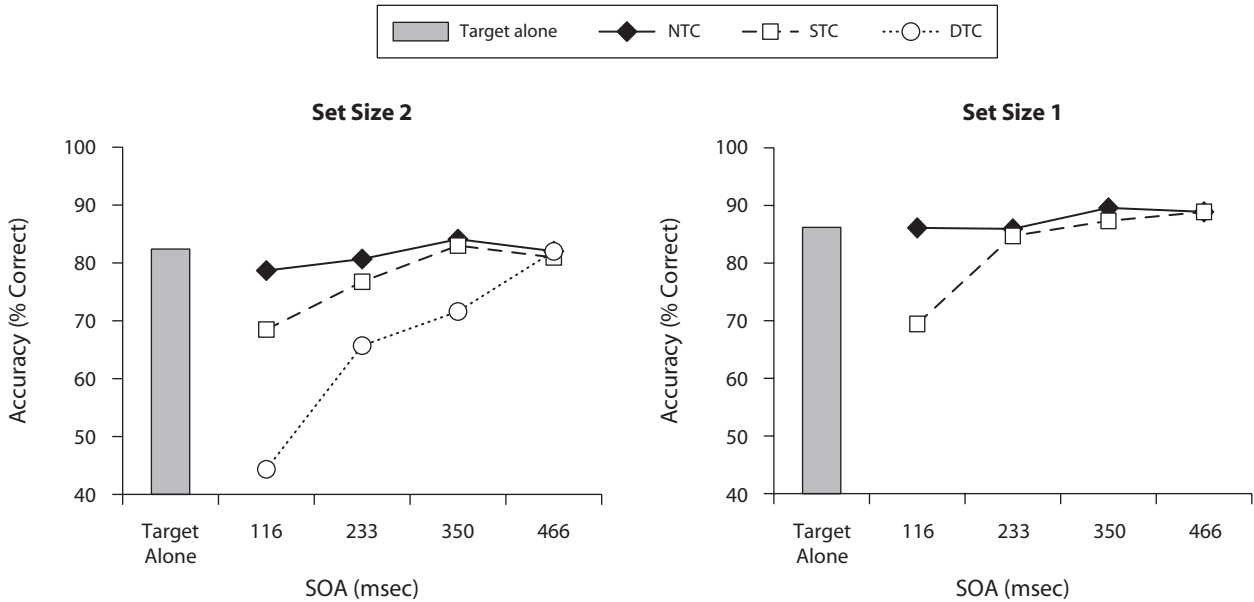 Target alone NTC STC DTC
Set Size 2
100
90
80
70
60
50
40
Accuracy (% Correct)
Target Alone 116 233 350 466
SOA (msec)
Set Size 1
100
90
80
70
60
50
40
Accuracy (% Correct)
Target Alone 116 233 350 466
SOA (msec)